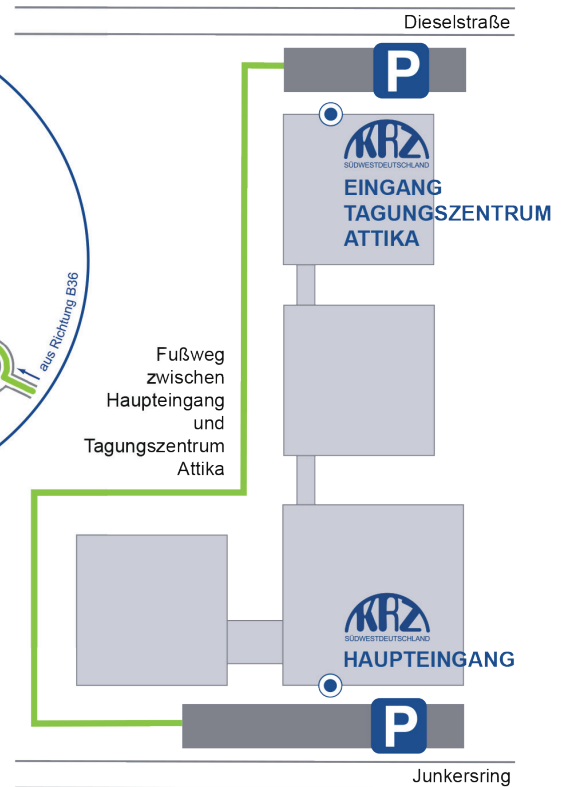 Dieselstraße
P
KRZ
SÜDWESTDEUTSCHLAND
EINGANG
TAGUNGSZENTRUM
ATTIKA
aus Richtung B36
Fußweg
zwischen
Haupteingang
und
Tagungszentrum
Attika
KRZ
SÜDWESTDEUTSCHLAND
HAUPTEINGANG
P
Junkersring